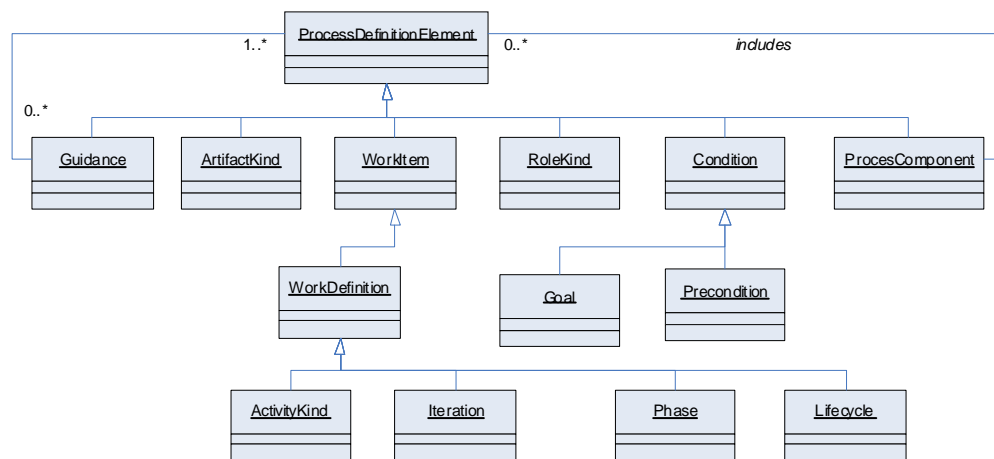 ProcessDefinitionElement
1..*
0..*
includes
0..*
Guidance
ArtifactKind
WorkItem
RoleKind
Condition
ProcesComponent
WorkDefinition
Goal
Precondition
ActivityKind
Iteration
Phase
Lifecycle